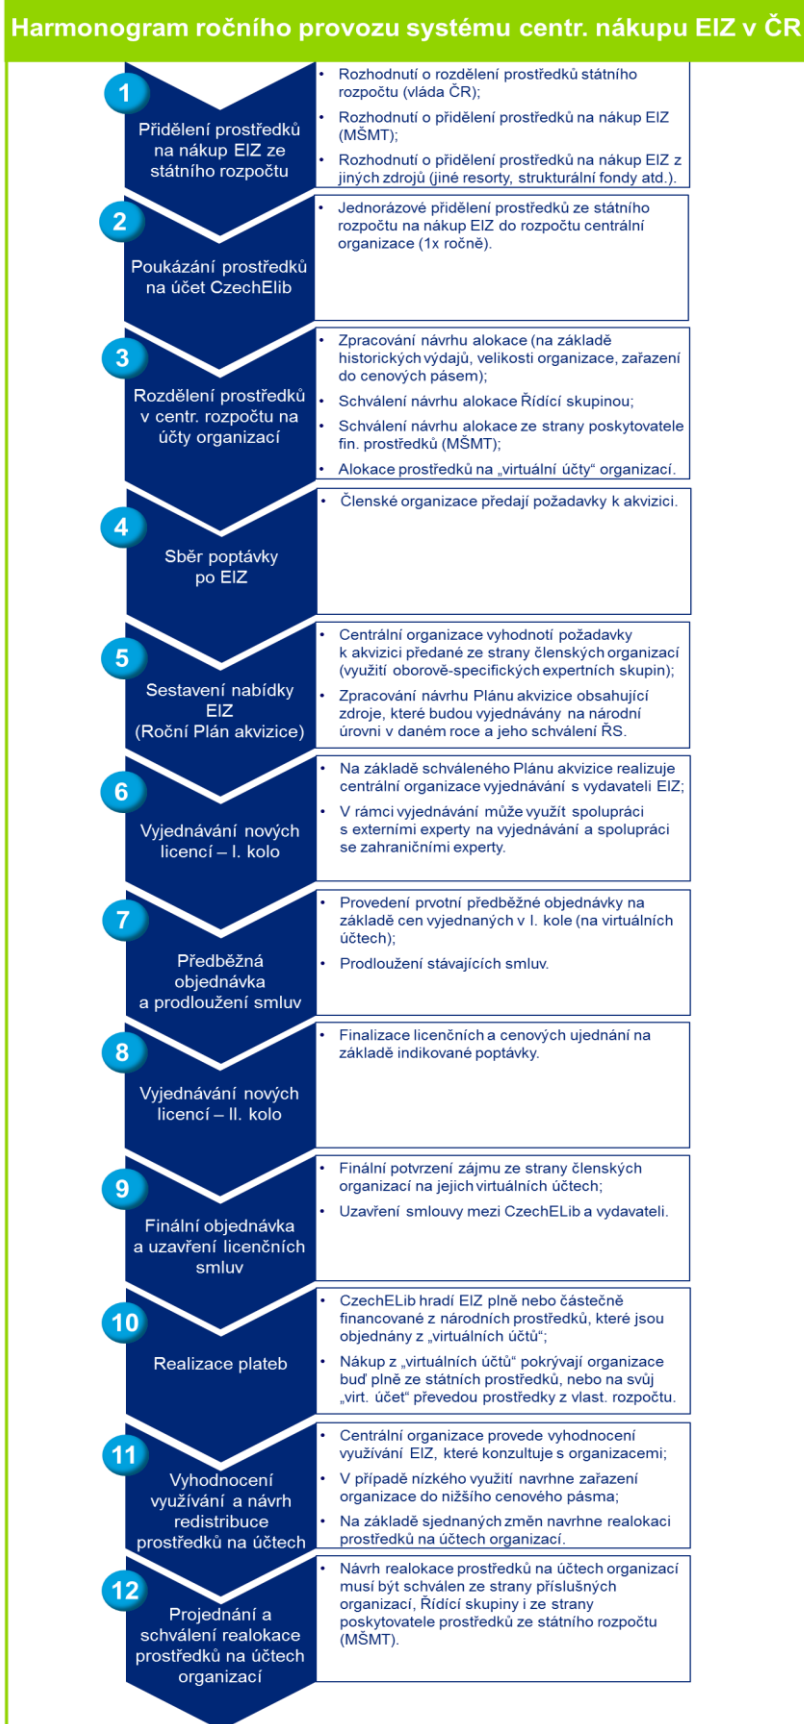 Harmonogram ročního provozu systému centr. nákupu EIZ v ČR
1
Přidělení prostředků
na nákup EIZ ze
státního rozpočtu
• Rozhodnutí o rozdělení prostředků státního
rozpočtu (vláda ČR);
• Rozhodnutí o přidělení prostředků na nákup EIZ
(MŠMT);
• Rozhodnutí o přidělení prostředků na nákup EIZ z
jiných zdrojů (jiné resorty, strukturální fondy atd.).
2
Poukázání prostředků
na účet CzechElib
• Jednorázové přidělení prostředků ze státního
rozpočtu na nákup EIZ do rozpočtu centrální
organizace (1x ročně).
3
Rozdělení prostředků
v centr. rozpočtu na
účty organizací
• Zpracování návrhu alokace (na základě
historických výdajů, velikosti organizace, zařazení
do cenových pásem);
• Schválení návrhu alokace Řídící skupinou;
• Schválení návrhu alokace ze strany poskytovatele
fin. prostředků (MŠMT);
• Alokace prostředků na „virtuální účty“ organizací.
4
Sběr poptávky
po EIZ
• Členské organizace předají požadavky k akvizici.
5
Sestavení nabídky
EIZ
(Roční Plán akvizice)
• Centrální organizace vyhodnotí požadavky
k akvizici předané ze strany členských organizací
(využití oborově-specifických expertních skupin);
• Zpracování návrhu Plánu akvizice obsahující
zdroje, které budou vyjednávány na národní
úrovni v daném roce a jeho schválení ŘS.
6
Vyjednávání nových
licencí – I. kolo
• Na základě schváleného Plánu akvizice realizuje
centrální organizace vyjednávání s vydavateli EIZ;
• V rámci vyjednávání může využít spolupráci
s externími experty na vyjednávání a spolupráci
se zahraničními experty.
7
Předběžná
objednávka
a prodloužení smluv
• Provedení prvotní předběžné objednávky na
základě cen vyjednaných v I. kole (na virtuálních
účtech);
• Prodloužení stávajících smluv.
8
Vyjednávání nových
licencí – II. kolo
• Finalizace licenčních a cenových ujednání na
základě indikované poptávky.
9
Finální objednávka
a uzavření licenčních
smluv
• Finální potvrzení zájmu ze strany členských
organizací na jejich virtuálních účtech;
• Uzavření smlouvy mezi CzechELib a vydavateli.
10
Realizace plateb
• CzechELib hradí EIZ plně nebo částečně
financované z národních prostředků, které jsou
objednány z „virtuálních účtů“;
• Nákup z „virtuálních účtů“ pokrývají organizace
buď plně ze státních prostředků, nebo na svůj
„virt. účet“ převedou prostředky z vlast. rozpočtu.
11
Vyhodnocení
využívání a návrh
redistribuce
prostředků na účtech
• Centrální organizace provede vyhodnocení
využívání EIZ, které konzultuje s organizacemi;
• V případě nízkého využití navrhne zařazení
organizace do nižšího cenového pásma;
• Na základě sjednaných změn navrhne realokaci
prostředků na účtech organizací.
12
Projednání a
schválení realokace
prostředků na účtech
organizací
• Návrh realokace prostředků na účtech organizací
musí být schválen ze strany příslušných
organizací, Řídící skupiny i ze strany
poskytovatele prostředků ze státního rozpočtu
(MŠMT).